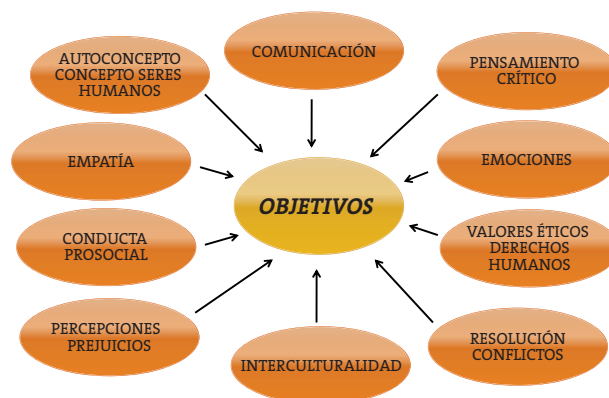 AUTOCONCEPTO
CONCEPTO SERES
HUMANOS
COMUNICACIÓN
PENSAMIENTO
CRÍTICO
EMPATÍA
EMOCIONES
OBJETIVOS
CONDUCTA
PROSOCIAL
VALORES ÉTICOS
DERECHOS
HUMANOS
PERCEPCIONES
PREJUICIOS
INTERCULTURALIDAD
RESOLUCIÓN
CONFLICTOS